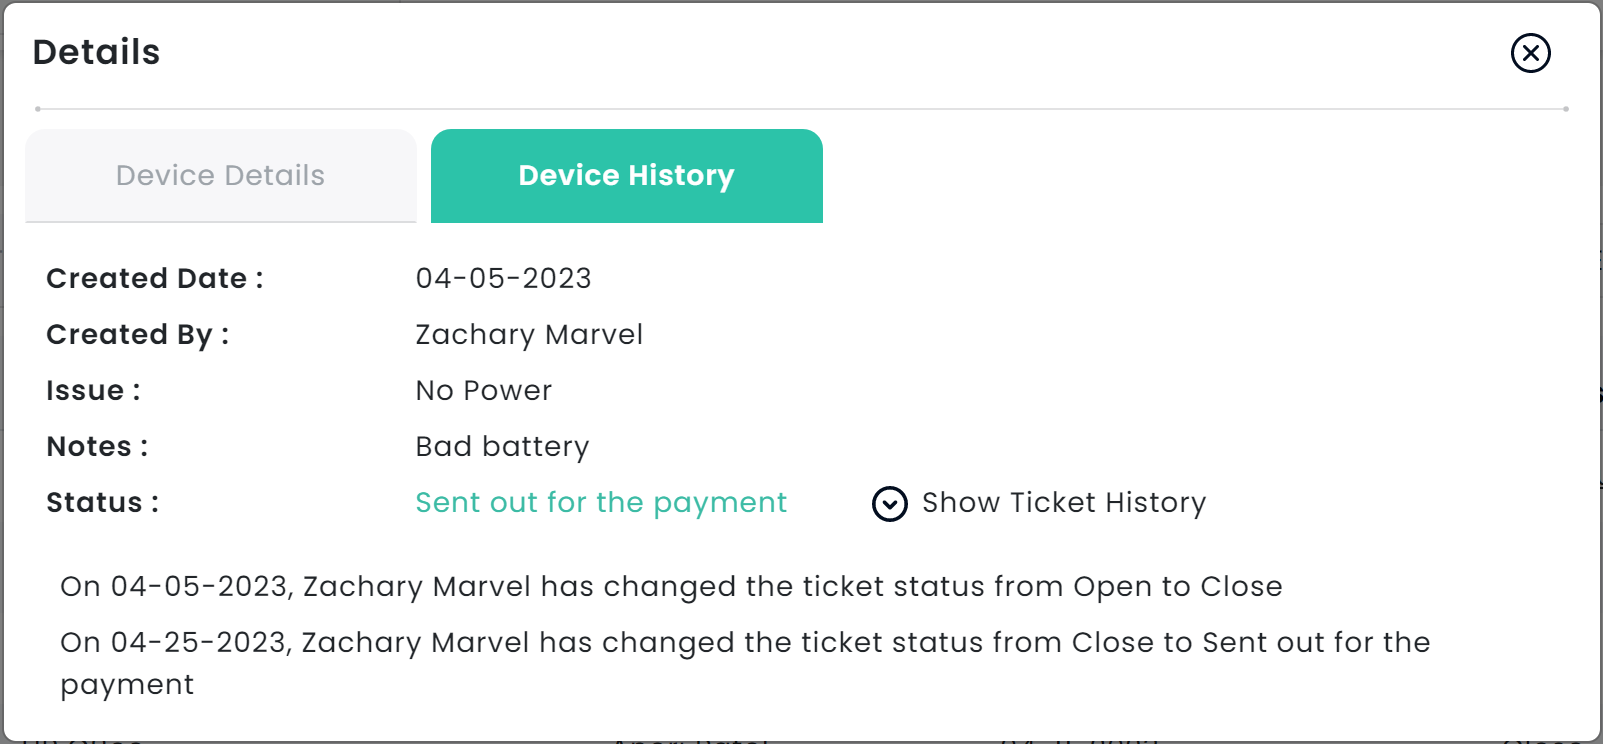 Details
Device Details
Device History
Created Date : 04-05-2023
Created By : Zachary Marvel
Issue : No Power
Notes : Bad battery
Status : Sent out for the payment Show Ticket History
On 04-05-2023, Zachary Marvel has changed the ticket status from Open to Close
On 04-25-2023, Zachary Marvel has changed the ticket status from Close to Sent out for the
payment